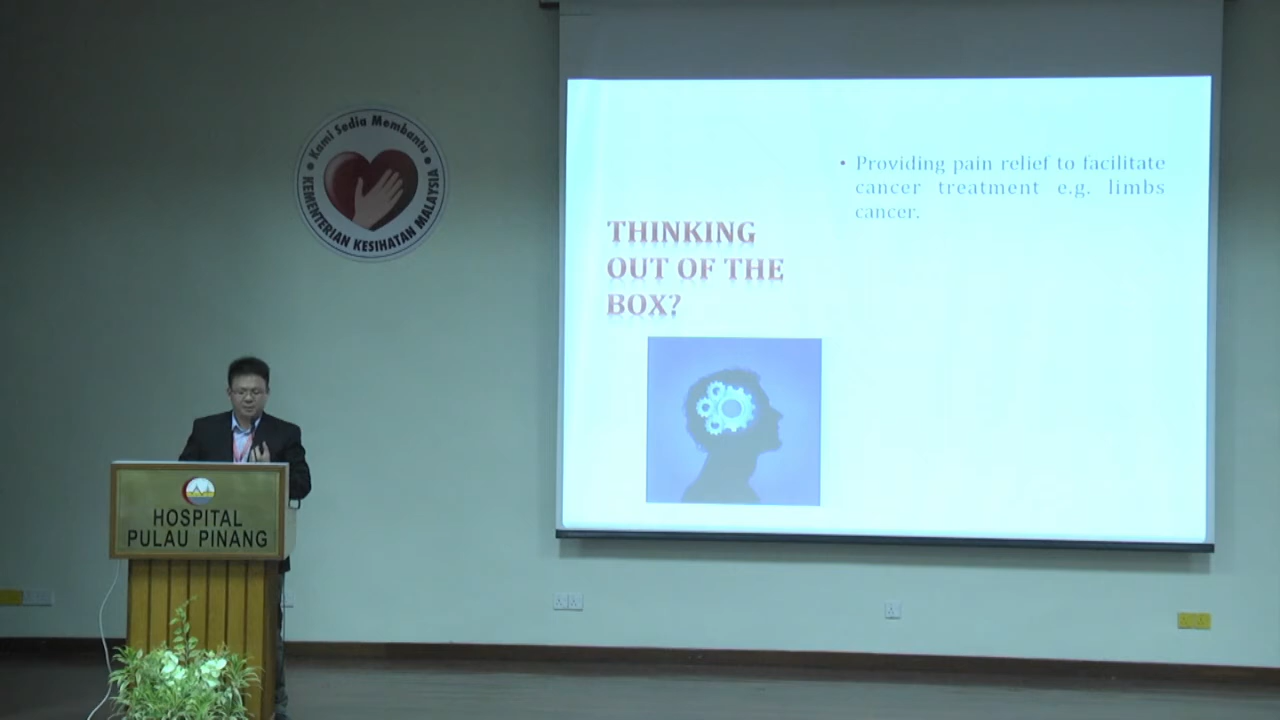 Kami Sedia Membantu
KEMENTERIAN KESIHATAN MALAYSIA
• Providing pain relief to facilitate
cancer treatment e.g. limbs
cancer.
THINKING
OUT OF THE
BOX?
HOSPITAL
PULAU PINANG